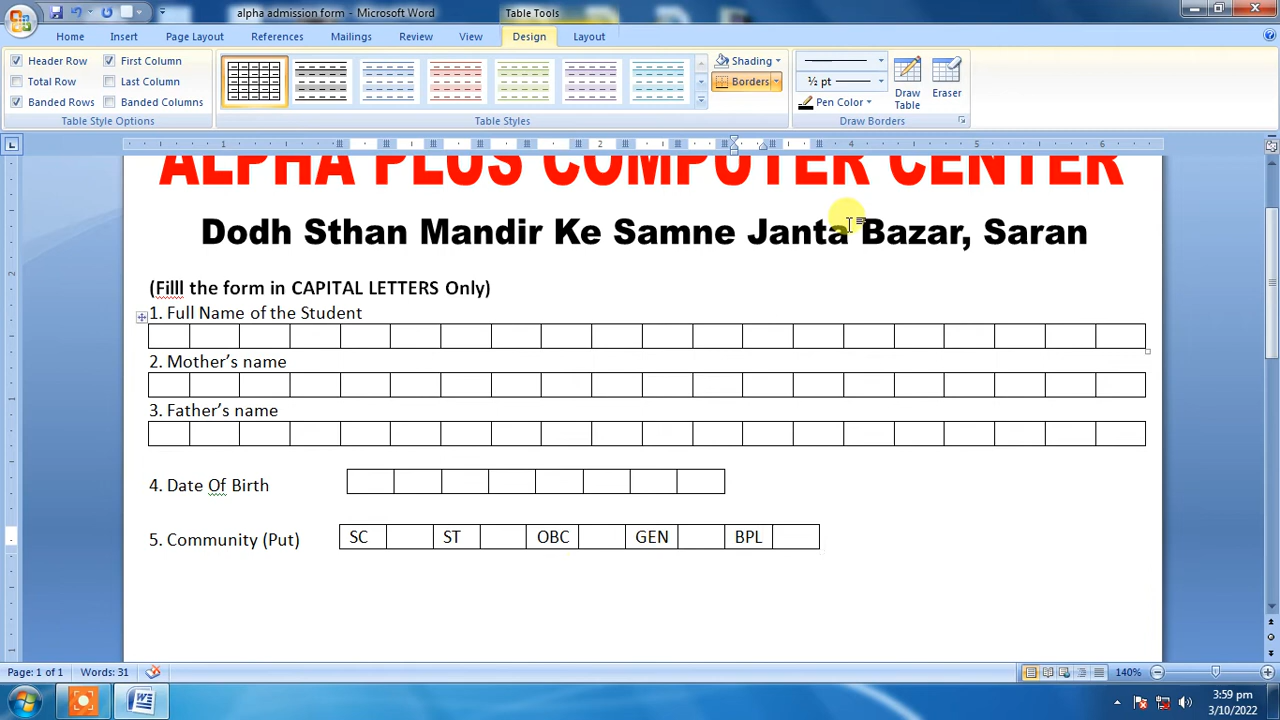 alpha admission form - Microsoft Word
Table Tools
Home Insert Page Layout References Mailings Review View Design Layout
Header Row First Column
Total Row Last Column
Banded Rows Banded Columns
Table Style Options
Table Styles
Shading
Borders
½ pt
Pen Color
Draw Table
Eraser
Draw Borders
1 2 4 5 6
ALPHA PLUS COMPUTER CENTER
Dodh Sthan Mandir Ke Samne Janta Bazar, Saran
(Filll the form in CAPITAL LETTERS Only)
1. Full Name of the Student
2. Mother’s name
3. Father’s name
4. Date Of Birth
5. Community (Put) SC ST OBC GEN BPL
Page: 1 of 1 Words: 31 140%
3:59 pm
3/10/2022